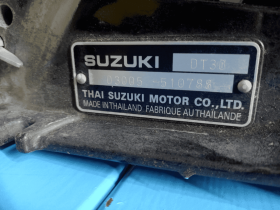 SUZUKI DT30
THAI SUZUKI MOTOR CO.,LTD.
MADE IN THAILAND FABRIQUE AU THAILANDE